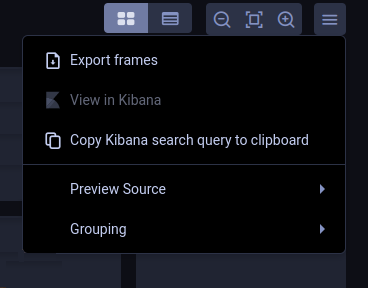 Export frames
View in Kibana
Copy Kibana search query to clipboard
Preview Source
Grouping